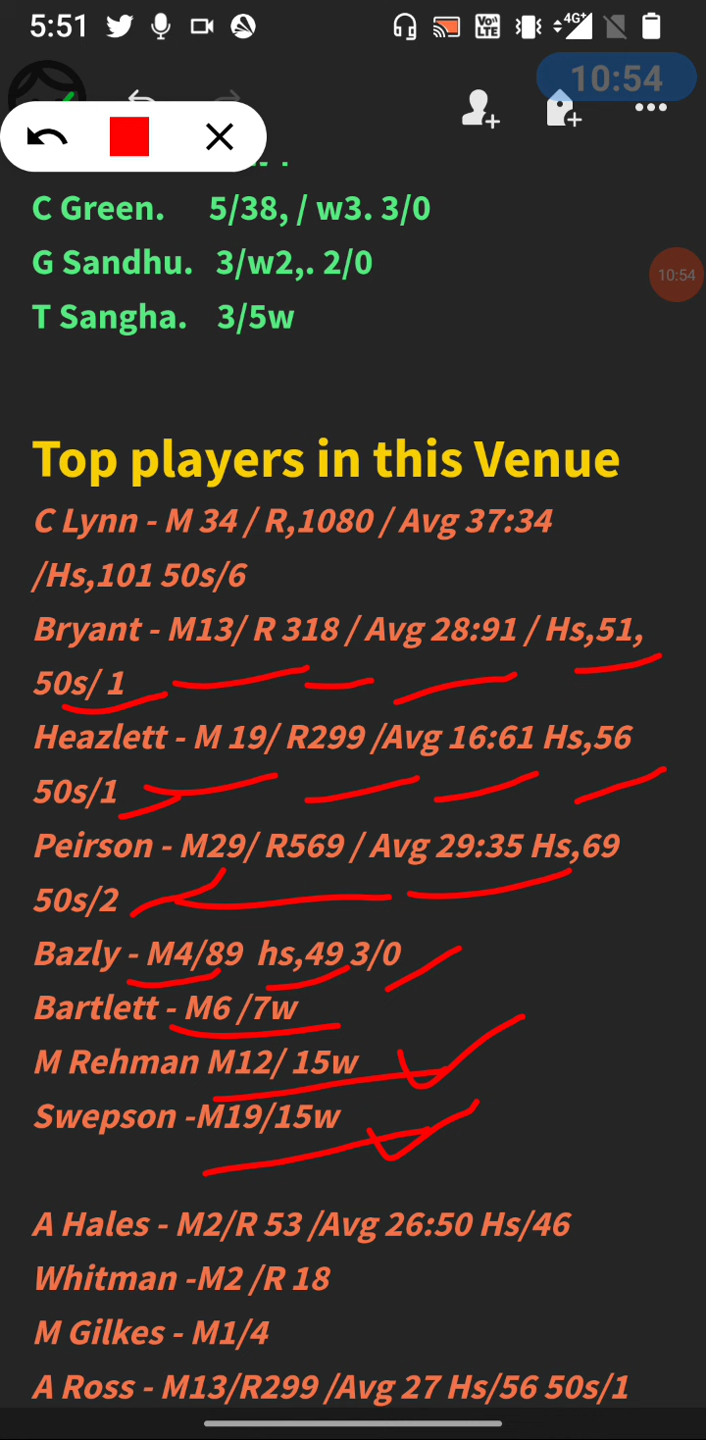 5:51
Vo LTE
4G+
10:54
C Green. 5/38, / w3. 3/0
G Sandhu. 3/w2,. 2/0
10:54
T Sangha. 3/5w
Top players in this Venue
C Lynn - M 34 / R,1080 / Avg 37:34
/Hs,101 50s/6
Bryant - M13/ R 318 / Avg 28:91 / Hs,51,
50s/ 1
Heazlett - M 19/ R299 /Avg 16:61 Hs,56
50s/1
Peirson - M29/ R569 / Avg 29:35 Hs,69
50s/2
Bazly - M4/89 hs,49 3/0
Bartlett - M6 /7w
M Rehman M12/ 15w
Swepson -M19/15w
A Hales - M2/R 53 /Avg 26:50 Hs/46
Whitman -M2 /R 18
M Gilkes - M1/4
A Ross - M13/R299 /Avg 27 Hs/56 50s/1